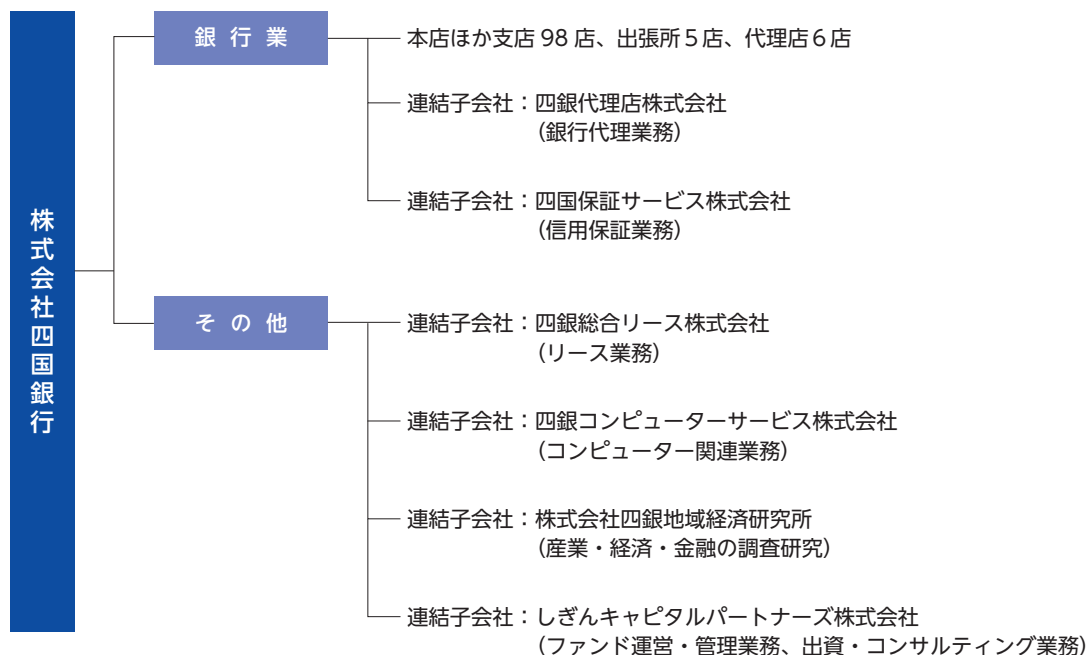 株式会社四国銀行
銀行業
本店ほか支店 98 店、出張所5店、代理店6店
連結子会社：四銀代理店株式会社
（銀行代理業務）
連結子会社：四国保証サービス株式会社
（信用保証業務）
その他
連結子会社：四銀総合リース株式会社
（リース業務）
連結子会社：四銀コンピューターサービス株式会社
（コンピューター関連業務）
連結子会社：株式会社四銀地域経済研究所
（産業・経済・金融の調査研究）
連結子会社：しぎんキャピタルパートナーズ株式会社
（ファンド運営・管理業務、出資・コンサルティング業務）